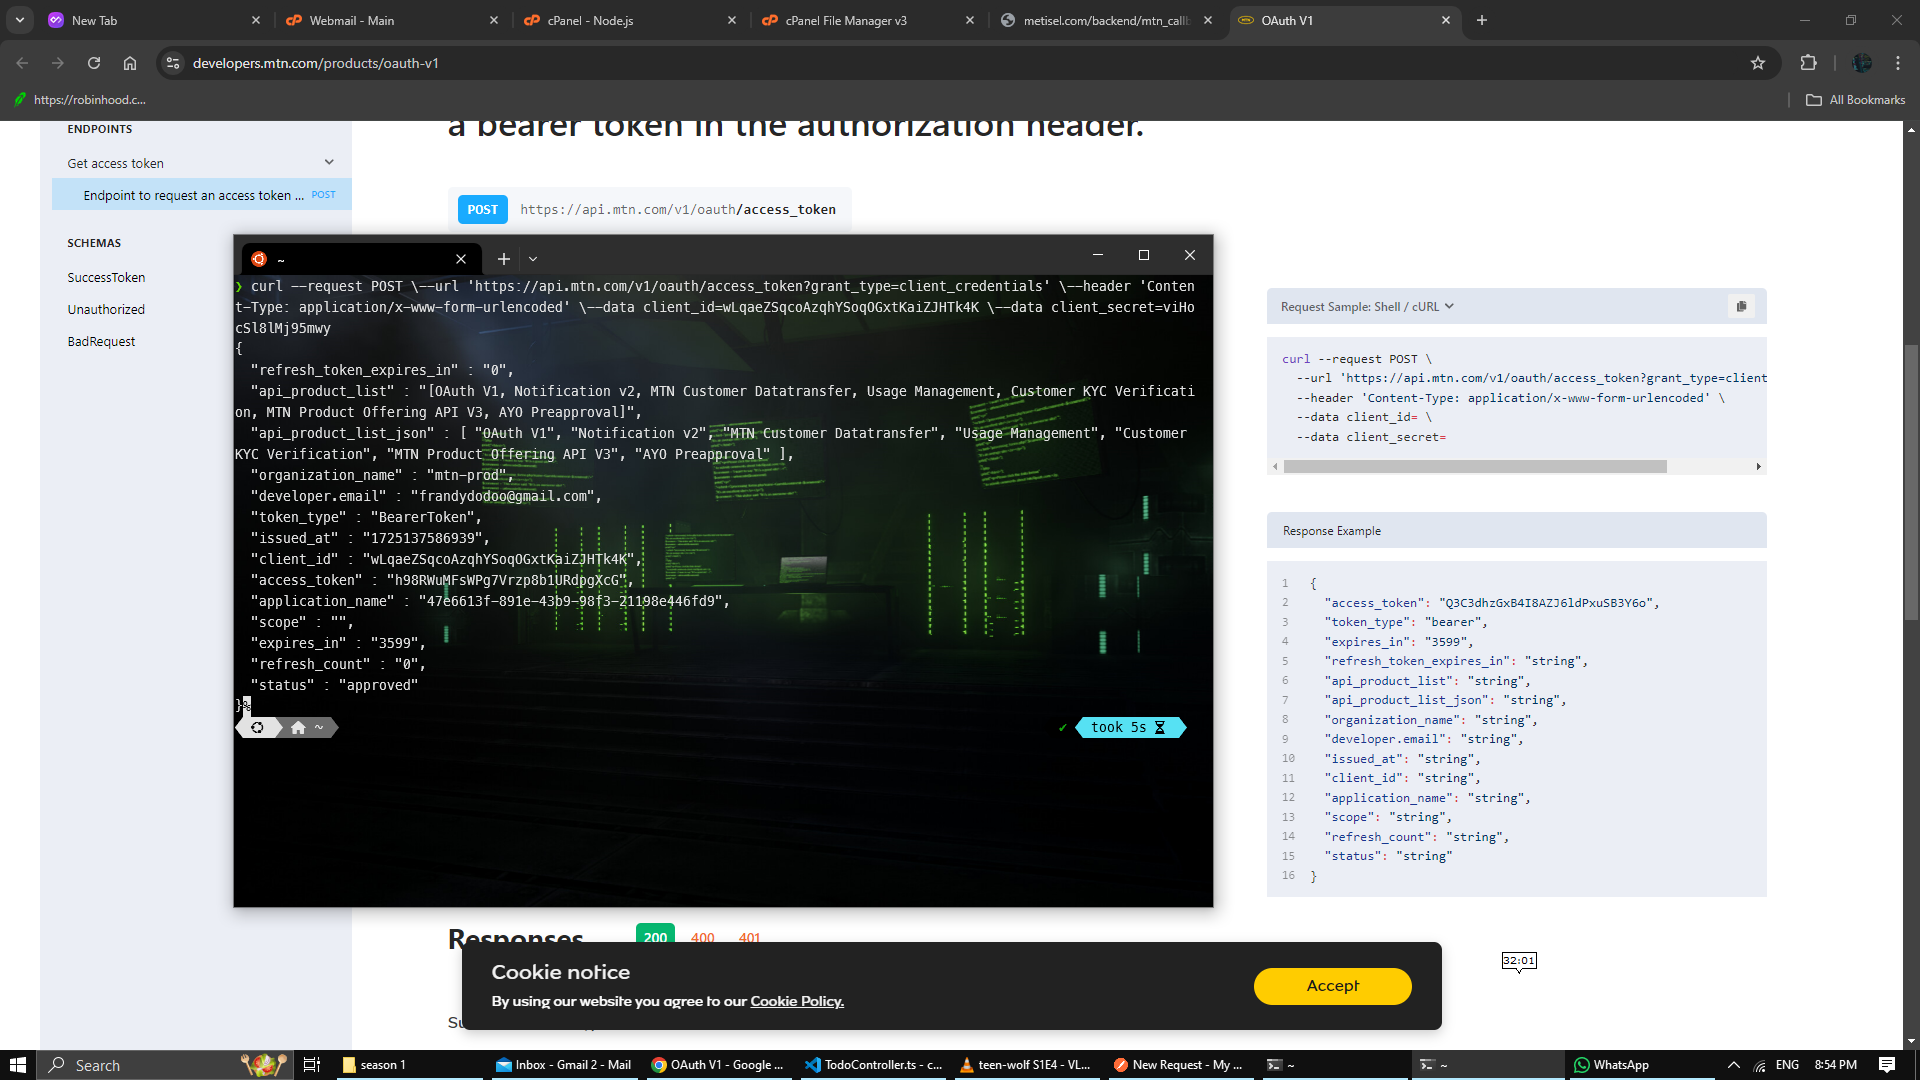 New Tab
Webmail - Main
cPanel - Node.js
cPanel File Manager v3
metisel.com/backend/mtn_callb
OAuth V1
developers.mtn.com/products/oauth-v1
https://robinhood.c...
All Bookmarks
ENDPOINTS
Get access token
Endpoint to request an access token ... POST
SCHEMAS
SuccessToken
Unauthorized
BadRequest
a bearer token in the authorization header.
POST https://api.mtn.com/v1/oauth/access_token
~
❯ curl --request POST \--url 'https://api.mtn.com/v1/oauth/access_token?grant_type=client_credentials' \--header 'Conten
t-Type: application/x-www-form-urlencoded' \--data client_id=wLqaeZSqcoAzqhYSoqOGxtKaiZJHTk4K \--data client_secret=viHo
cSl8lMj95mwy
{
"refresh_token_expires_in" : "0",
"api_product_list" : "[OAuth V1, Notification v2, MTN Customer Datatransfer, Usage Management, Customer KYC Verificati
on, MTN Product Offering API V3, AYO Preapproval]",
"api_product_list_json" : [ "OAuth V1", "Notification v2", "MTN Customer Datatransfer", "Usage Management", "Customer
KYC Verification", "MTN Product Offering API V3", "AYO Preapproval" ],
"organization_name" : "mtn-prod",
"developer.email" : "frandydodoo@gmail.com",
"token_type" : "BearerToken",
"issued_at" : "1725137586939",
"client_id" : "wLqaeZSqcoAzqhYSoqOGxtKaiZJHTk4K",
"access_token" : "h98RWuMFsWPg7Vrzp8b1URdpgXcG",
"application_name" : "47e6613f-891e-43b9-98f3-21198e446fd9",
"scope" : "",
"expires_in" : "3599",
"refresh_count" : "0",
"status" : "approved"
}%
~
✓ took 5s
Request Sample: Shell / cURL
curl --request POST \
--url 'https://api.mtn.com/v1/oauth/access_token?grant_type=client
--header 'Content-Type: application/x-www-form-urlencoded' \
--data client_id= \
--data client_secret=
Response Example
1 {
2 "access_token": "Q3C3dhzGxB4I8AZJ6ldPxuSB3Y6o",
3 "token_type": "bearer",
4 "expires_in": "3599",
5 "refresh_token_expires_in": "string",
6 "api_product_list": "string",
7 "api_product_list_json": "string",
8 "organization_name": "string",
9 "developer.email": "string",
10 "issued_at": "string",
11 "client_id": "string",
12 "application_name": "string",
13 "scope": "string",
14 "refresh_count": "string",
15 "status": "string"
16 }
Responses
200 400 401
Cookie notice
By using our website you agree to our Cookie Policy.
Accept
32:01
Search
season 1
Inbox - Gmail 2 - Mail
OAuth V1 - Google ...
TodoController.ts - c...
teen-wolf S1E4 - VL...
New Request - My ...
~
~
WhatsApp
ENG
8:54 PM